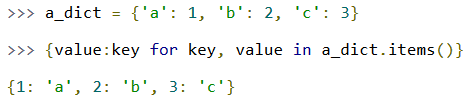 >>> a_dict = {'a': 1, 'b': 2, 'c': 3}
>>> {value:key for key, value in a_dict.items()}
{1: 'a', 2: 'b', 3: 'c'}